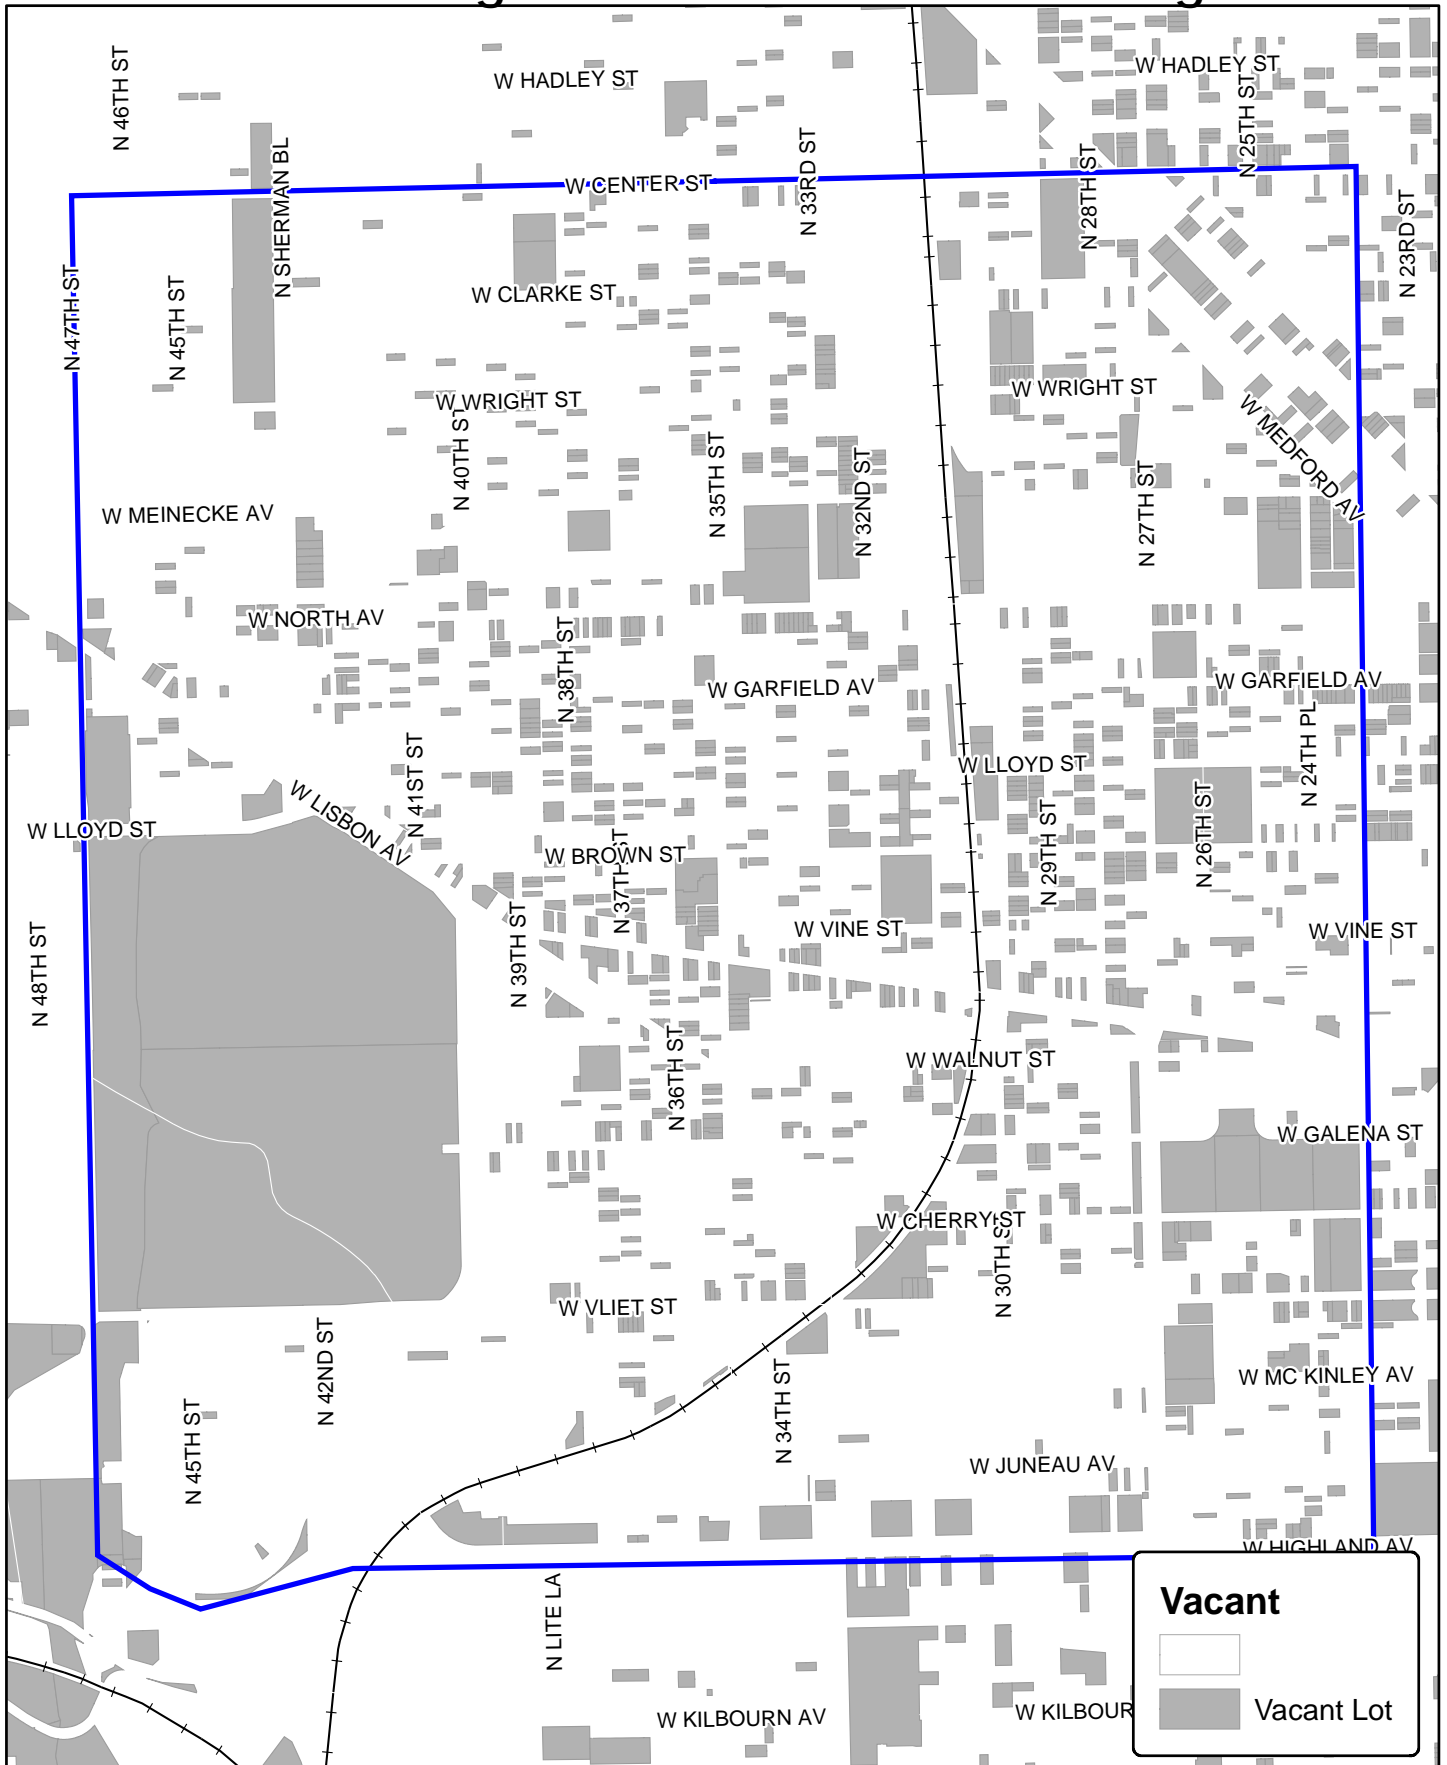 W HADLEY ST
W HADLEY ST
N 46TH ST
N 25TH ST
N SHERMAN BL
N 33RD ST
N 28TH ST
W CENTER ST
N 23RD ST
N 47TH ST
N 45TH ST
W CLARKE ST
W WRIGHT ST
W WRIGHT ST
N 40TH ST
W MEDFORD AV
N 35TH ST
N 32ND ST
N 27TH ST
W MEINECKE AV
W NORTH AV
N 38TH ST
W GARFIELD AV
W GARFIELD AV
N 24TH PL
N 41ST ST
W LLOYD ST
W LISBON AV
W LLOYD ST
N 26TH ST
N 29TH ST
W BROWN ST
N 37TH ST
W VINE ST
W VINE ST
N 39TH ST
N 48TH ST
W WALNUT ST
N 36TH ST
W GALENA ST
W CHERRY ST
N 30TH ST
W VLIET ST
N 42ND ST
W MC KINLEY AV
N 34TH ST
N 45TH ST
W JUNEAU AV
W HIGHLAND AV
N LITE LA
Vacant
Vacant Lot
W KILBOURN AV
W KILBOUR